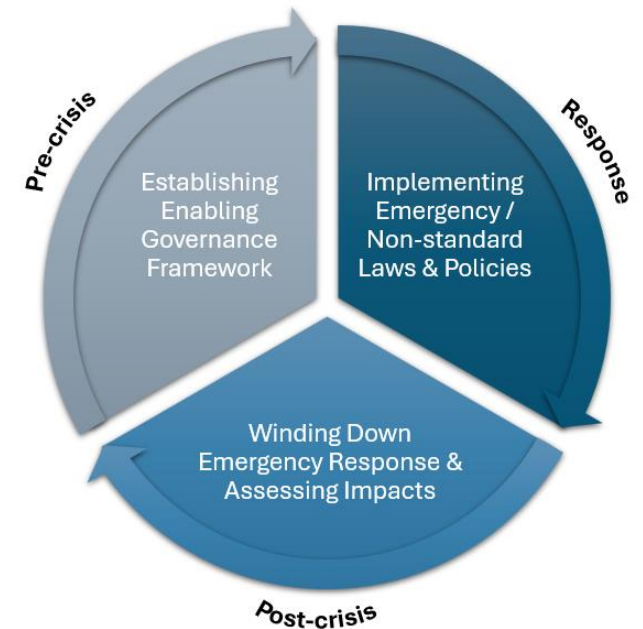 Pre-crisis
Establishing
Enabling
Governance
Framework
Response
Implementing
Emergency /
Non-standard
Laws & Policies
Winding Down
Emergency Response &
Assessing Impacts
Post-crisis